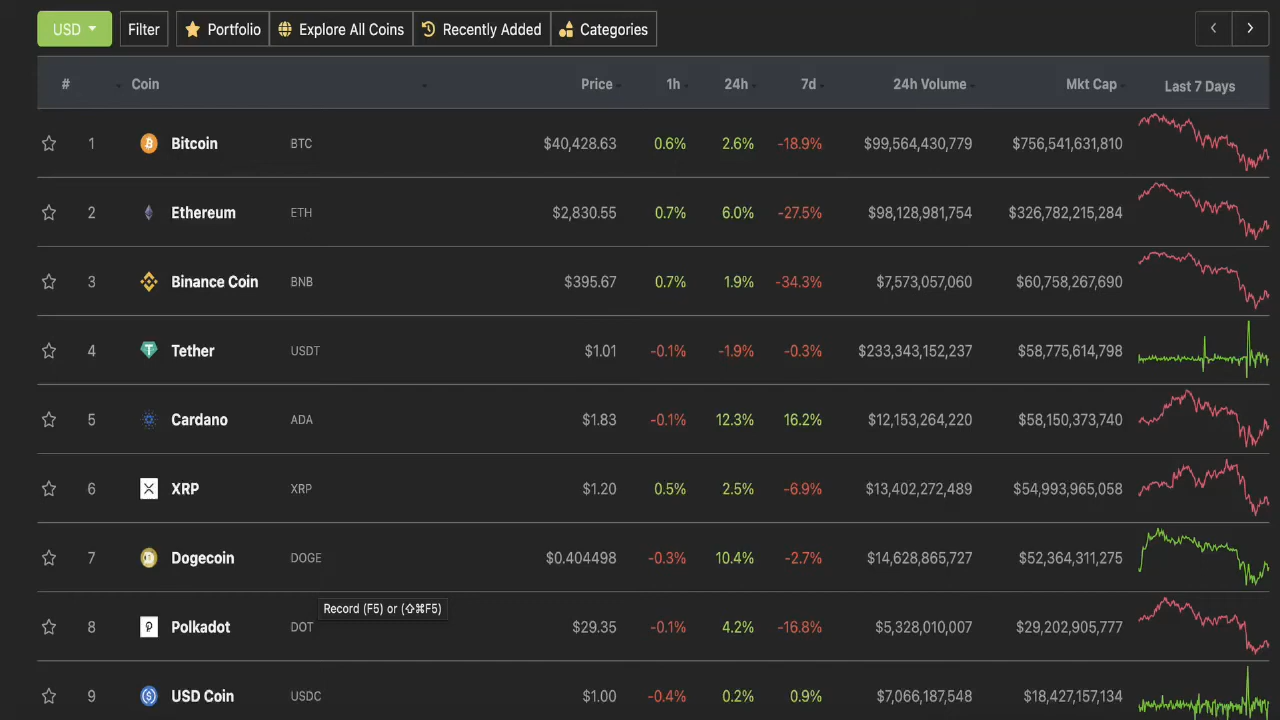 USD Filter Portfolio Explore All Coins Recently Added Categories
# Coin Price 1h 24h 7d 24h Volume Mkt Cap Last 7 Days
1 Bitcoin BTC $40,428.63 0.6% 2.6% -18.9% $99,564,430,779 $756,541,631,810
2 Ethereum ETH $2,830.55 0.7% 6.0% -27.5% $98,128,981,754 $326,782,215,284
3 Binance Coin BNB $395.67 0.7% 1.9% -34.3% $7,573,057,060 $60,758,267,690
4 Tether USDT $1.01 -0.1% -1.9% -0.3% $233,343,152,237 $58,775,614,798
5 Cardano ADA $1.83 -0.1% 12.3% 16.2% $12,153,264,220 $58,150,373,740
6 XRP XRP $1.20 0.5% 2.5% -6.9% $13,402,272,489 $54,993,965,058
7 Dogecoin DOGE $0.404498 -0.3% 10.4% -2.7% $14,628,865,727 $52,364,311,275
Record (F5) or (⇧⌘F5)
8 Polkadot DOT $29.35 -0.1% 4.2% -16.8% $5,328,010,007 $29,202,905,777
9 USD Coin USDC $1.00 -0.4% 0.2% 0.9% $7,066,187,548 $18,427,157,134